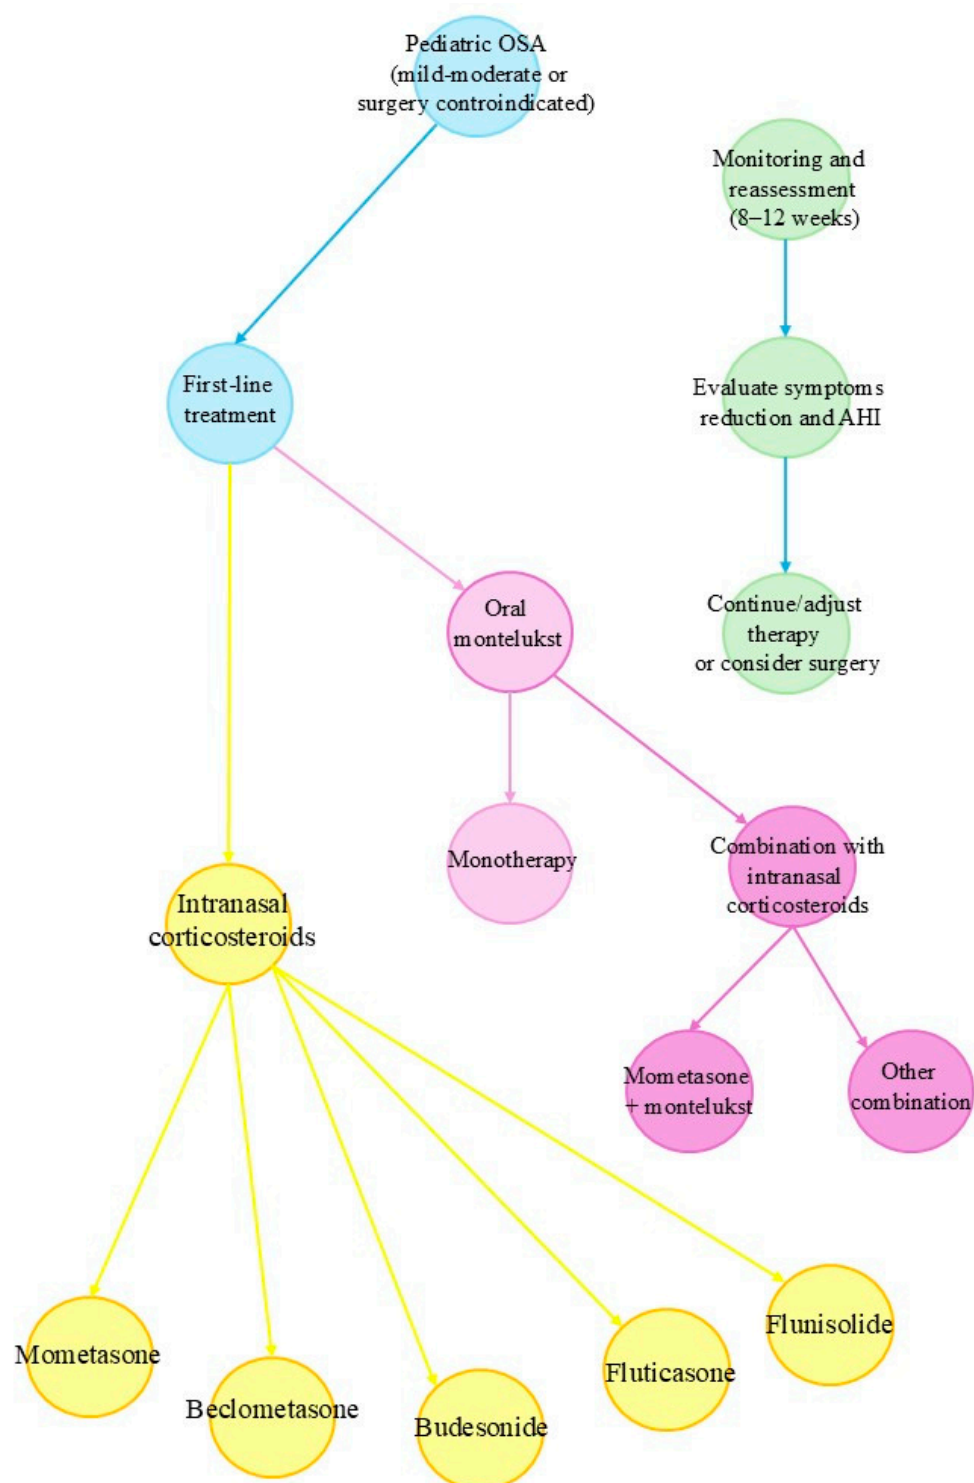 Pediatric OSA
(mild-moderate or
surgery controindicated)
Monitoring and
reassessment
(8–12 weeks)
First-line
treatment
Evaluate symptoms
reduction and AHI
Oral
montelukst
Continue/adjust
therapy
or consider surgery
Monotherapy
Combination with
intranasal
corticosteroids
Intranasal
corticosteroids
Mometasone
+ montelukst
Other
combination
Mometasone
Beclometasone
Budesonide
Fluticasone
Flunisolide